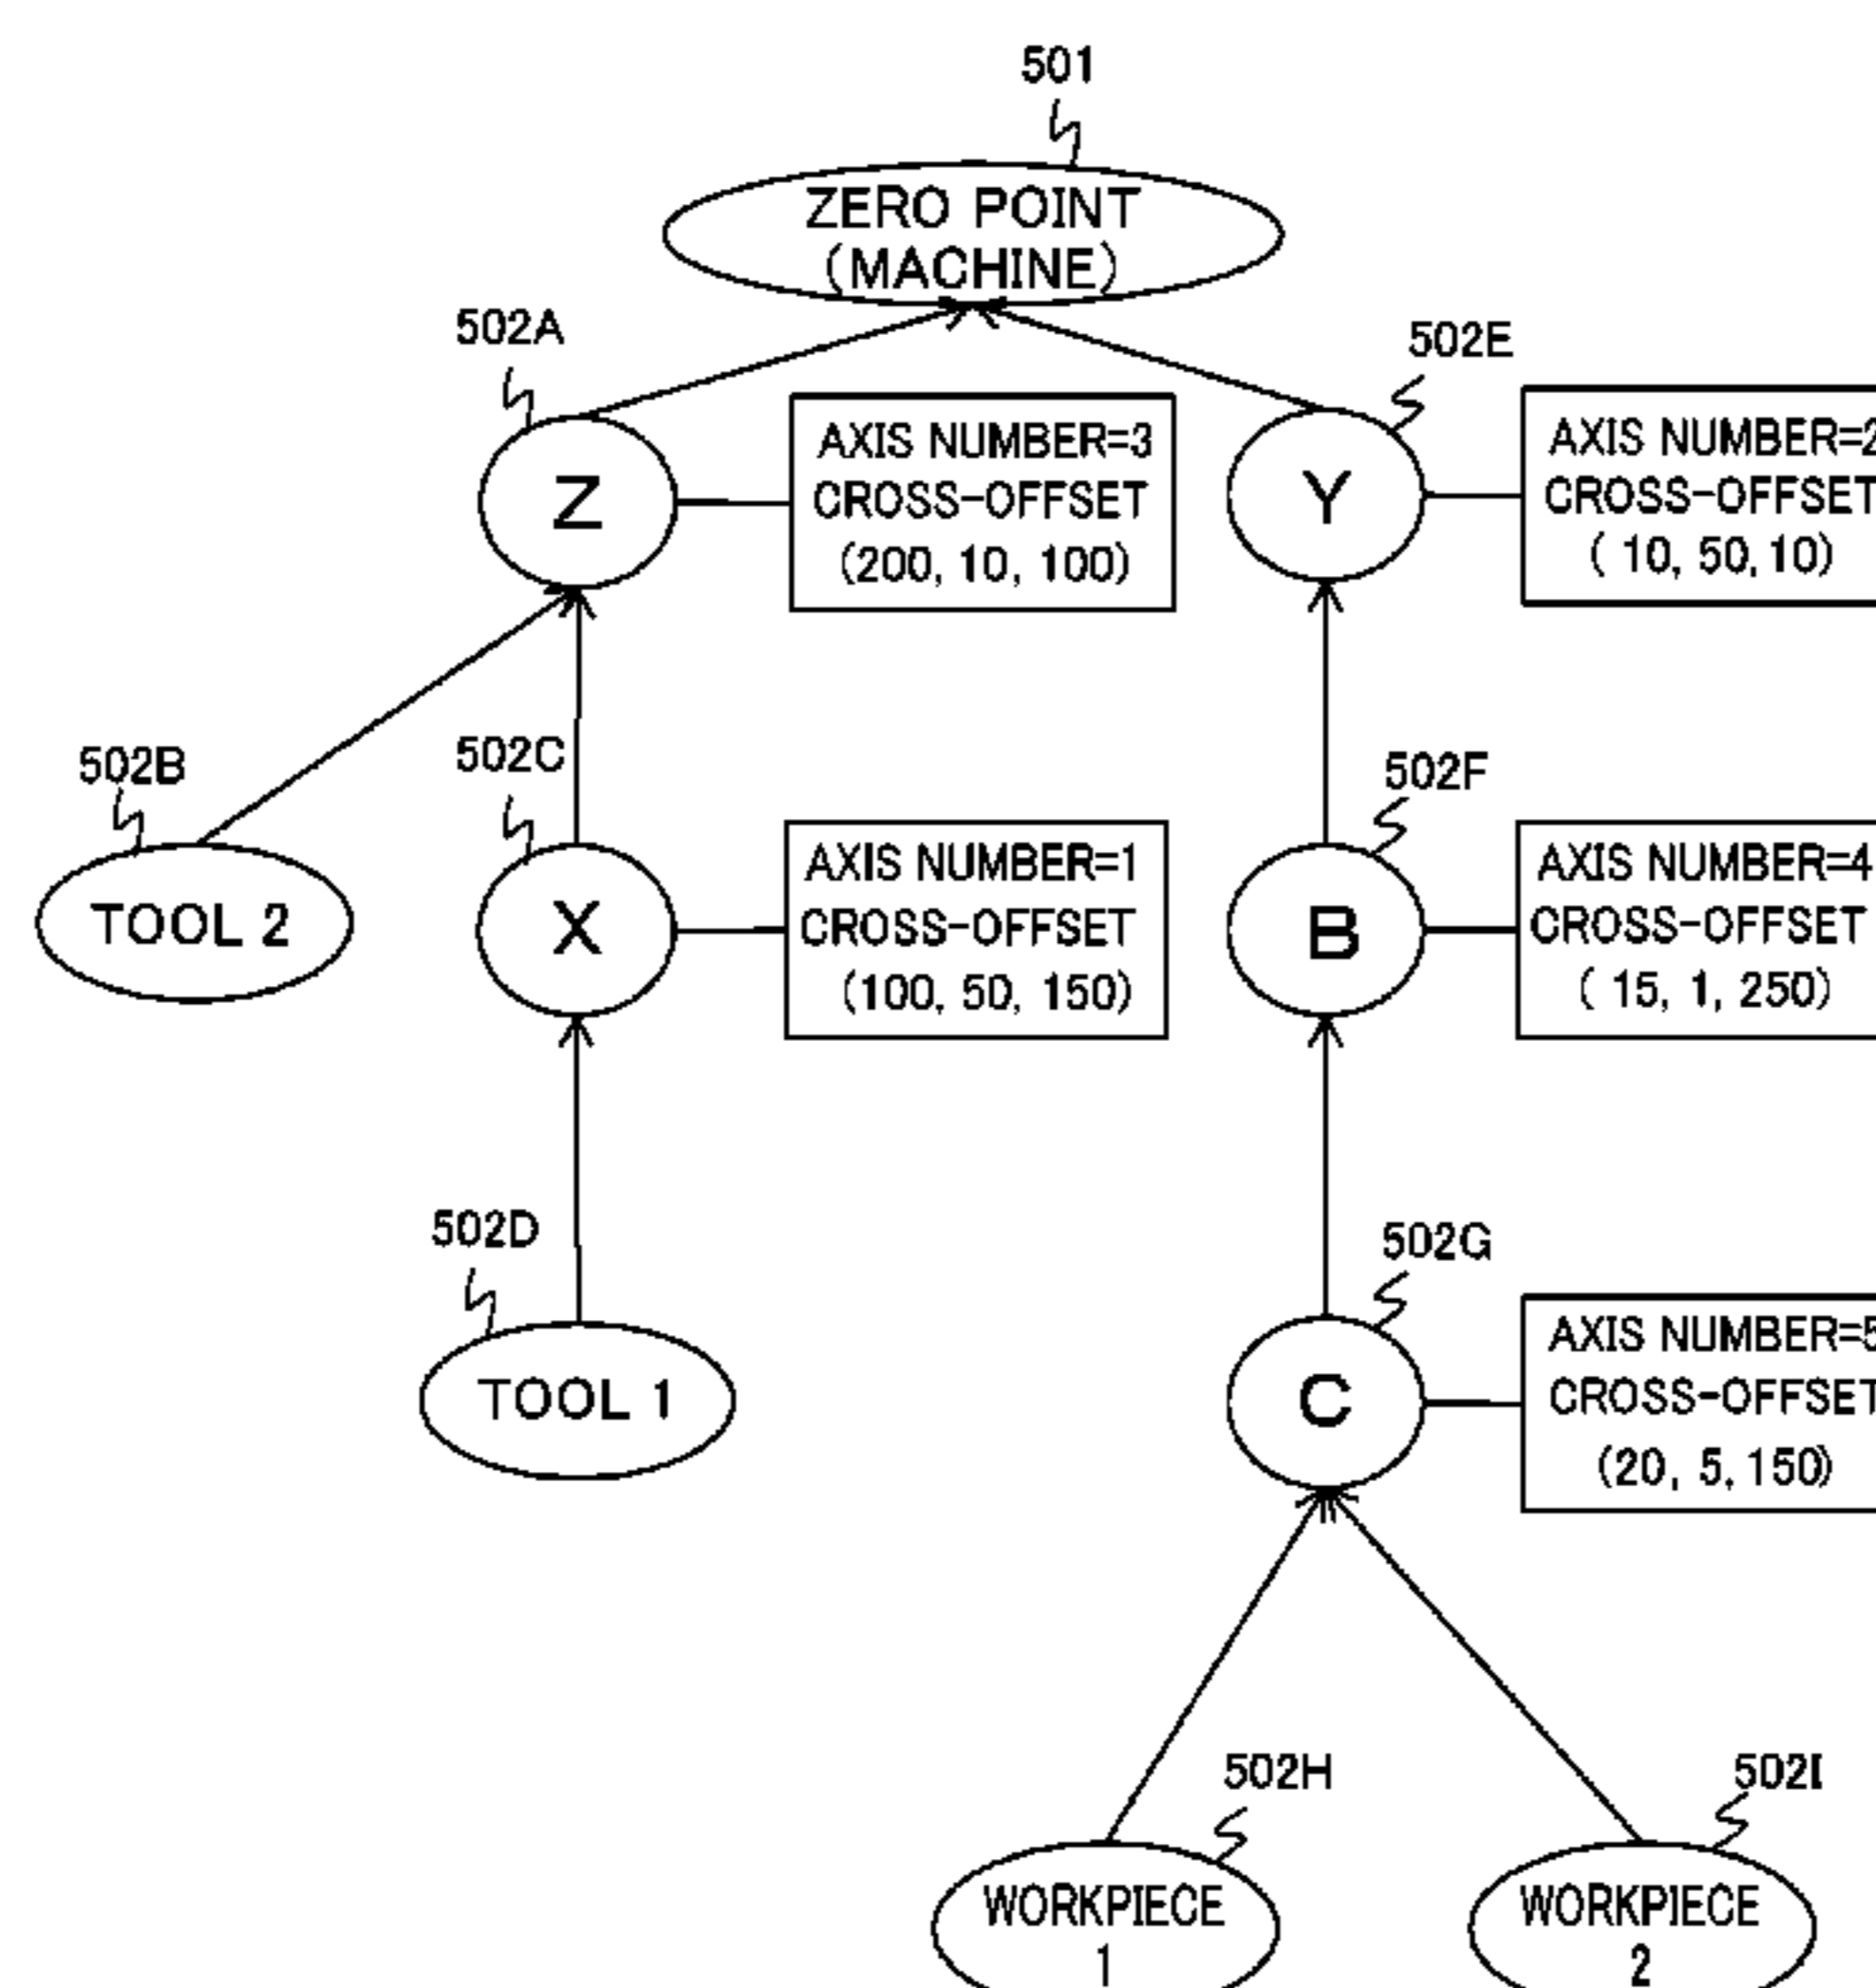 501
ZERO POINT
(MACHINE)
502A
502E
Z
AXIS NUMBER=3
CROSS-OFFSET
(200, 10, 100)
Y
AXIS NUMBER=2
CROSS-OFFSET
( 10, 50,10)
502B
502C
502F
TOOL 2
X
AXIS NUMBER=1
CROSS-OFFSET
(100, 50, 150)
B
AXIS NUMBER=4
CROSS-OFFSET
( 15, 1, 250)
502D
502G
TOOL 1
C
AXIS NUMBER=5
CROSS-OFFSET
(20, 5, 150)
502H
502I
WORKPIECE
1
WORKPIECE
2